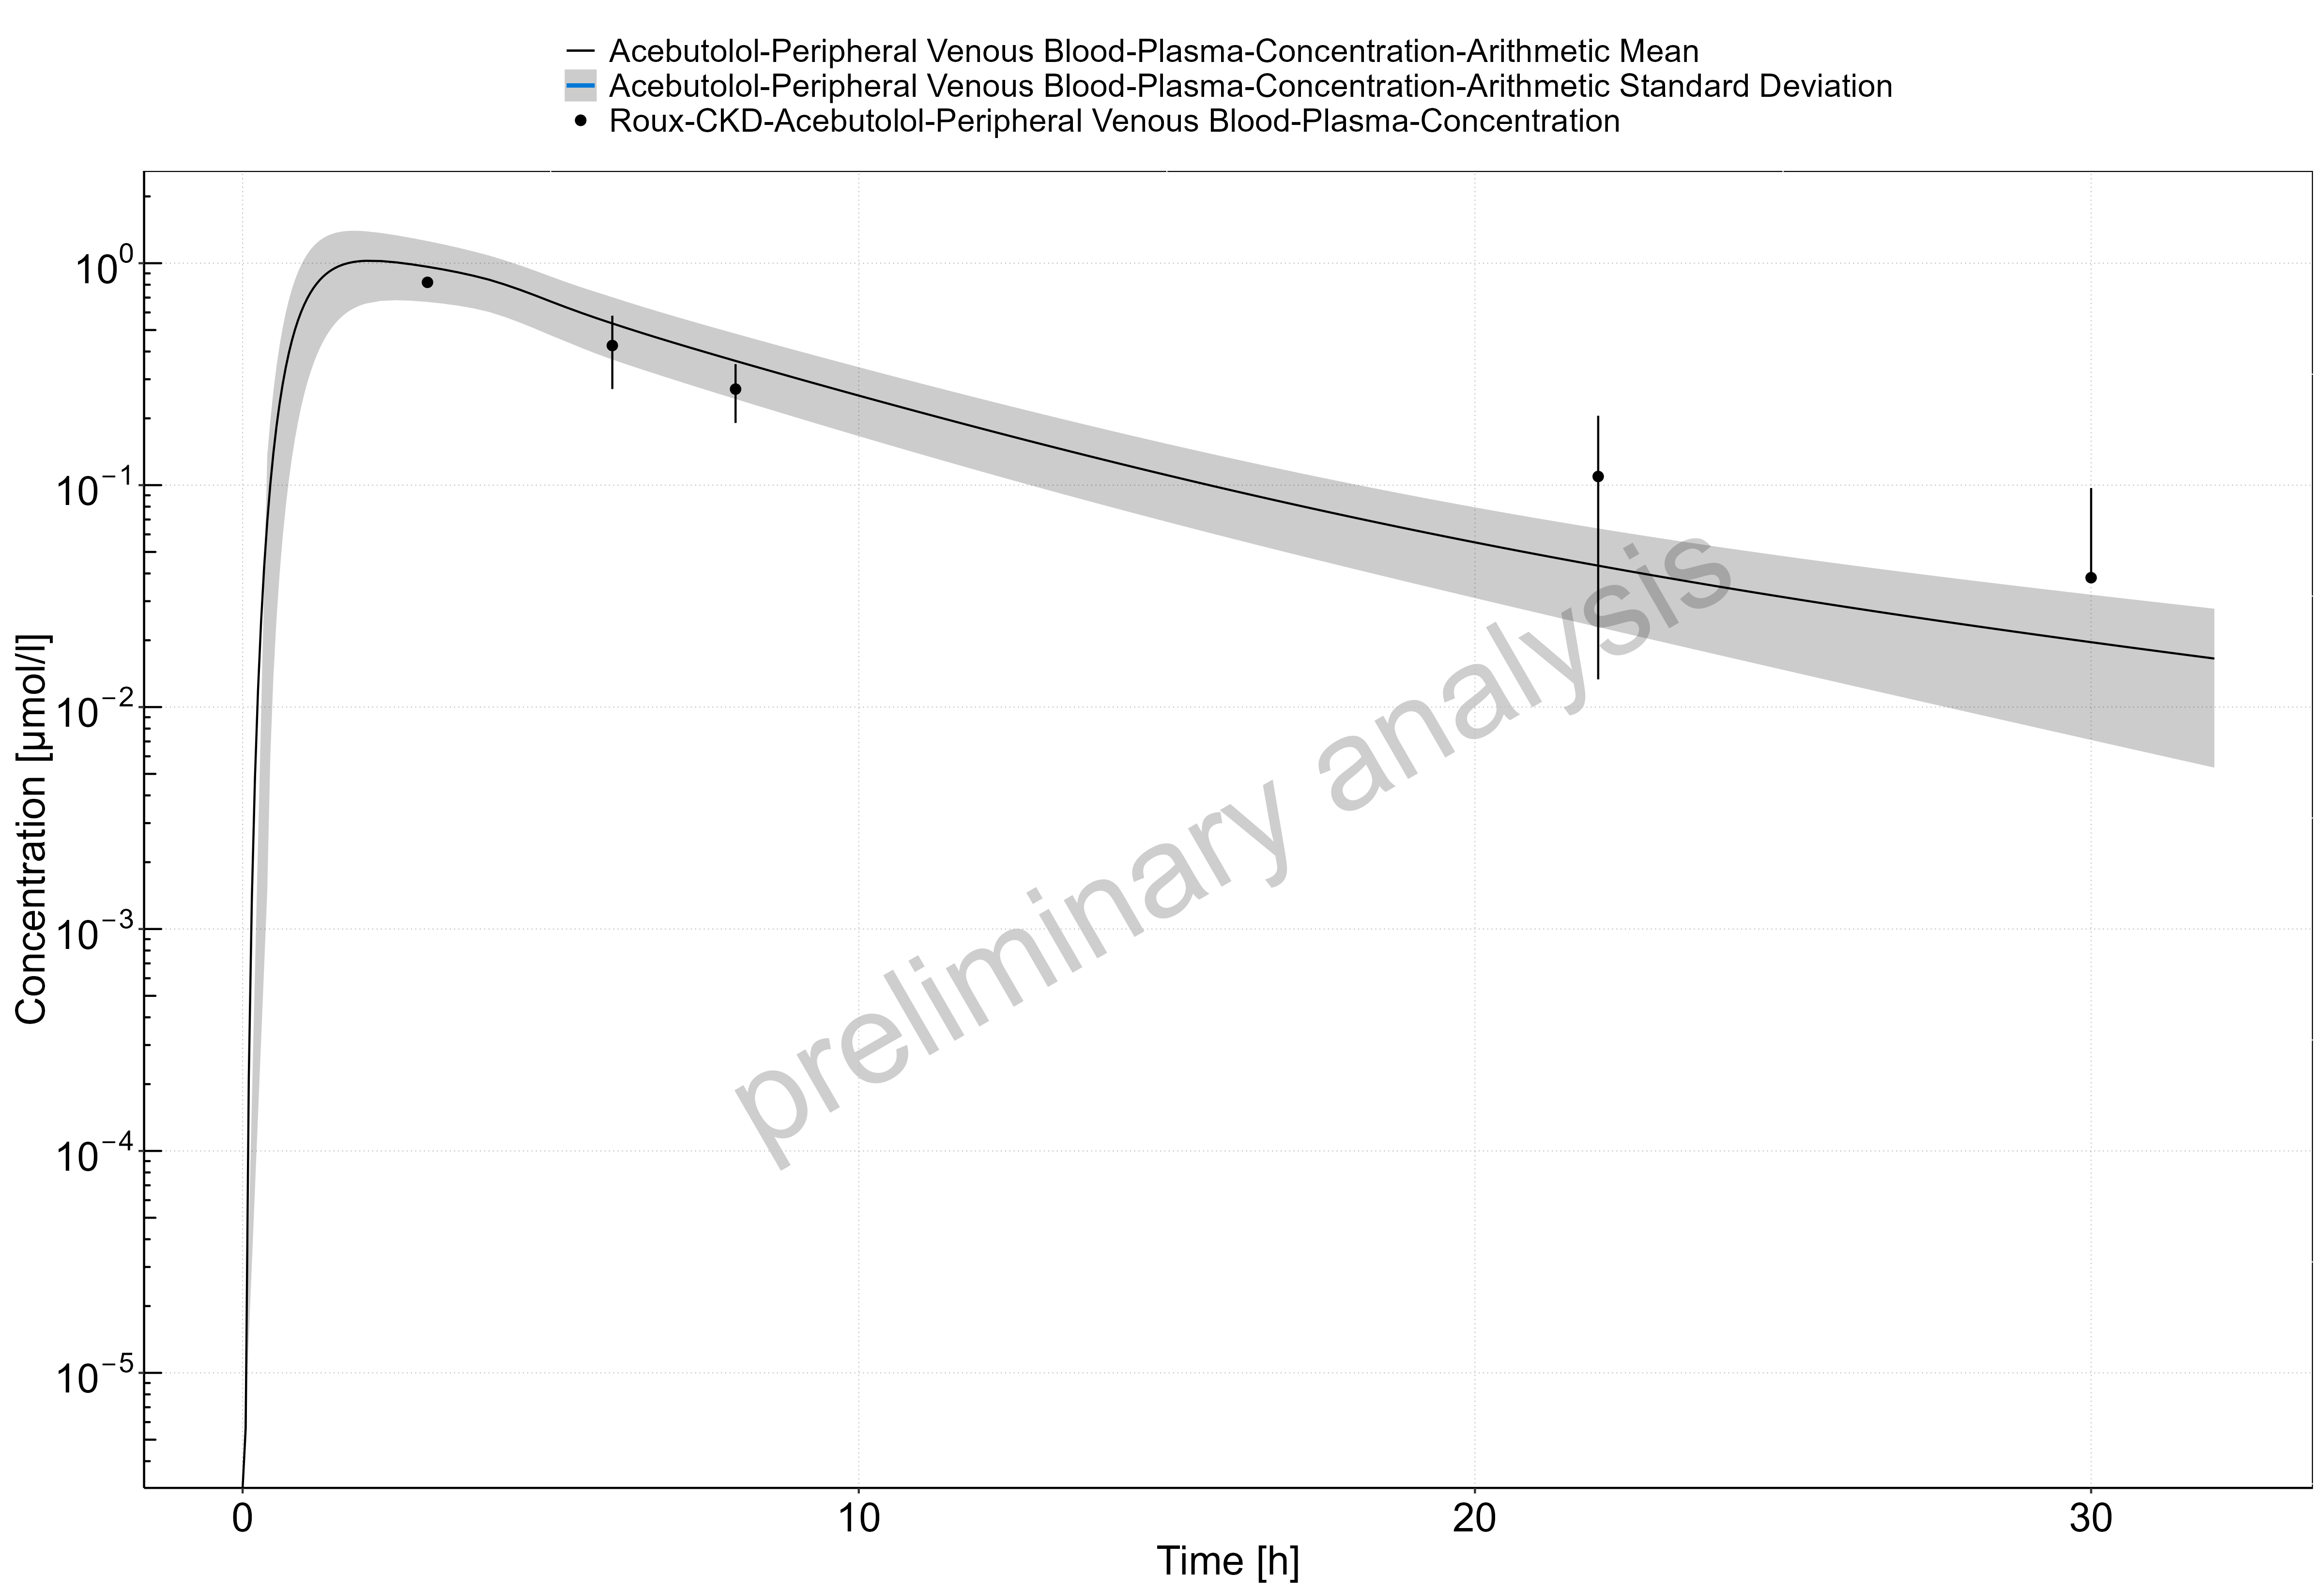 Acebutolol-Peripheral Venous Blood-Plasma-Concentration-Arithmetic Mean
Acebutolol-Peripheral Venous Blood-Plasma-Concentration-Arithmetic Standard Deviation
Roux-CKD-Acebutolol-Peripheral Venous Blood-Plasma-Concentration
10⁰
10⁻¹
10⁻²
10⁻³
10⁻⁴
10⁻⁵
Concentration [µmol/l]
preliminary analysis
0 10 20 30
Time [h]